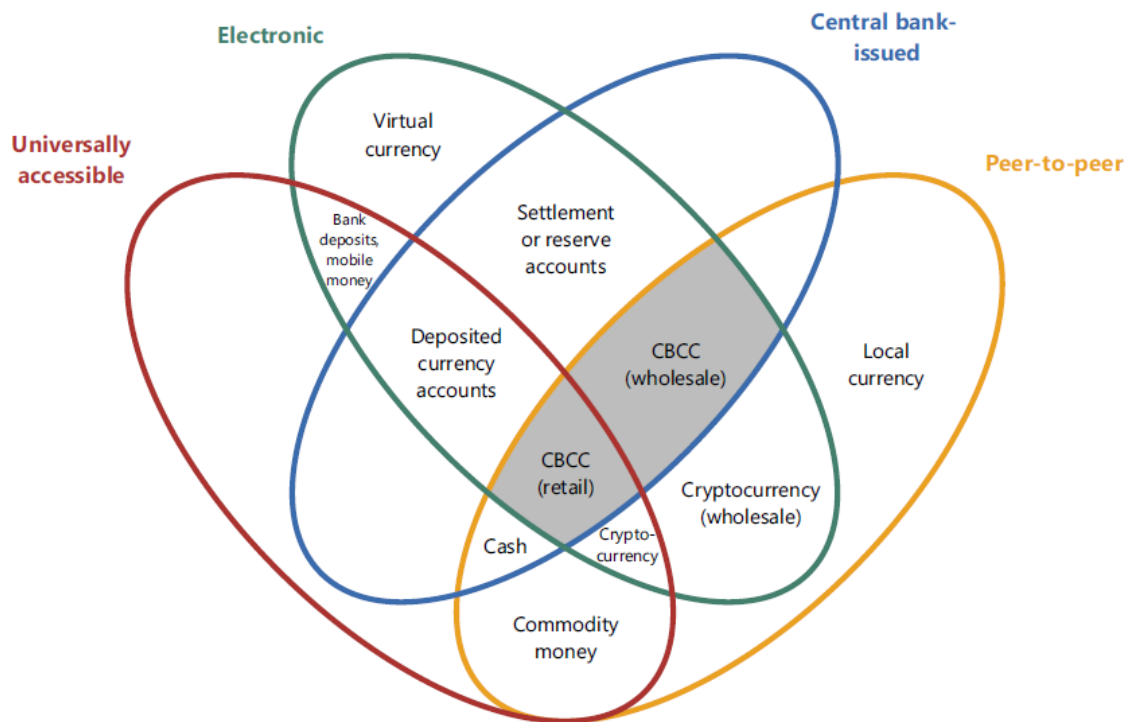 Electronic
Central bank-
issued
Universally
accessible
Peer-to-peer
Virtual
currency
Bank
deposits,
mobile
money
Settlement
or reserve
accounts
Deposited
currency
accounts
CBCC
(wholesale)
Local
currency
CBCC
(retail)
Cryptocurrency
(wholesale)
Cash
Crypto-
currency
Commodity
money